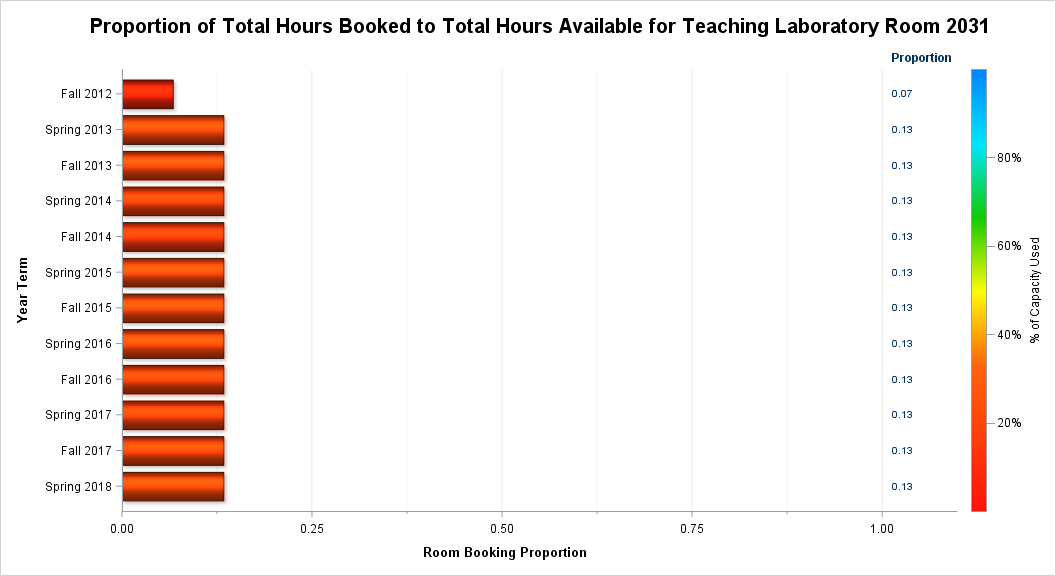 Proportion of Total Hours Booked to Total Hours Available for Teaching Laboratory Room 2031
Proportion
Fall 2012 0.07
Spring 2013 0.13
Fall 2013 0.13
Spring 2014 0.13
Fall 2014 0.13
Spring 2015 0.13
Fall 2015 0.13
Spring 2016 0.13
Fall 2016 0.13
Spring 2017 0.13
Fall 2017 0.13
Spring 2018 0.13
Year Term
0.00 0.25 0.50 0.75 1.00
Room Booking Proportion
80%
60%
40%
20%
% of Capacity Used